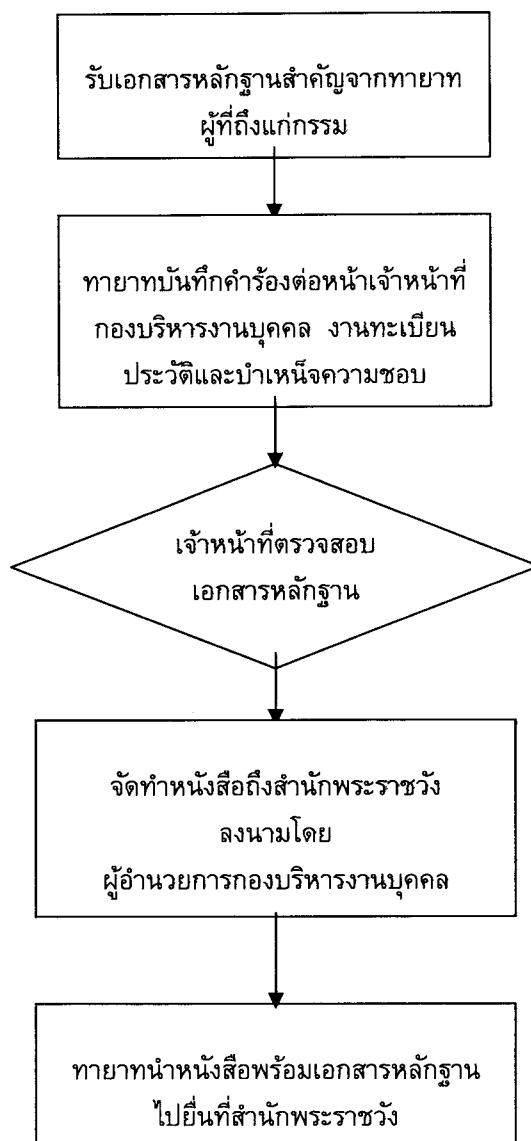 รับเอกสารหลักฐานสำคัญจากทายาท
ผู้ที่ถึงแก่กรรม
ทายาทบันทึกคำร้องต่อหน้าเจ้าหน้าที่
กองบริหารงานบุคคล งานทะเบียน
ประวัติและบำเหน็จความชอบ
เจ้าหน้าที่ตรวจสอบ
เอกสารหลักฐาน
จัดทำหนังสือถึงสำนักพระราชวัง
ลงนามโดย
ผู้อำนวยการกองบริหารงานบุคคล
ทายาทนำหนังสือพร้อมเอกสารหลักฐาน
ไปยื่นที่สำนักพระราชวัง